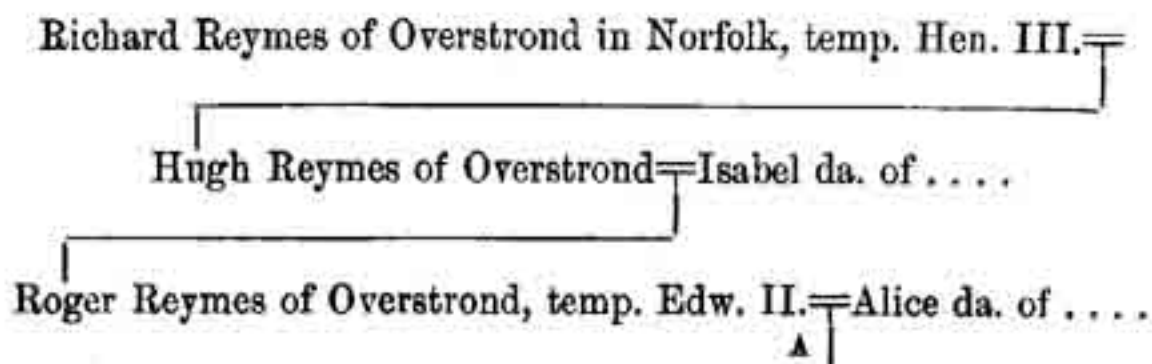 Richard Reymes of Overstrond in Norfolk, temp. Hen. III.
Hugh Reymes of Overstrond Isabel da. of . . . .
Roger Reymes of Overstrond, temp. Edw. II. Alice da. of . . . .
A